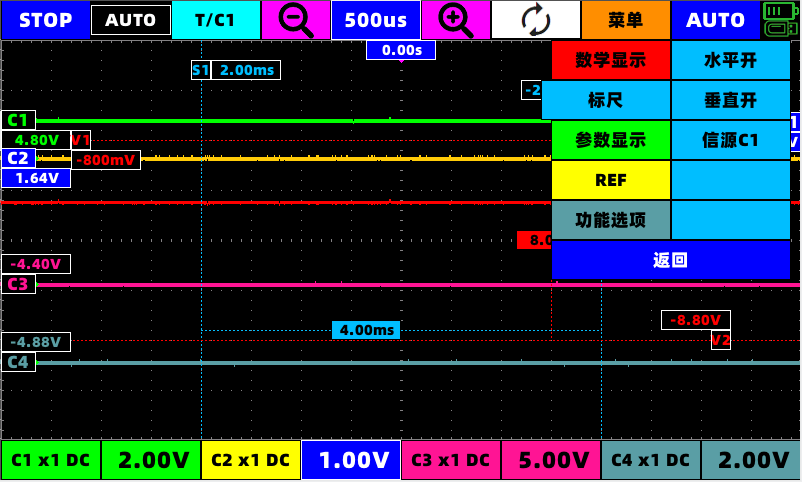 STOP AUTO T/C1 500us 菜单 AUTO
0.00s
S1 2.00ms
-2
数学显示 水平开
标尺 垂直开
参数显示 信源C1
REF
功能选项
返回
C1
4.80V V1
C2 -800mV
1.64V
8.0
-4.40V
C3
4.00ms
-8.80V
-4.88V V2
C4
C1 x1 DC 2.00V C2 x1 DC 1.00V C3 x1 DC 5.00V C4 x1 DC 2.00V